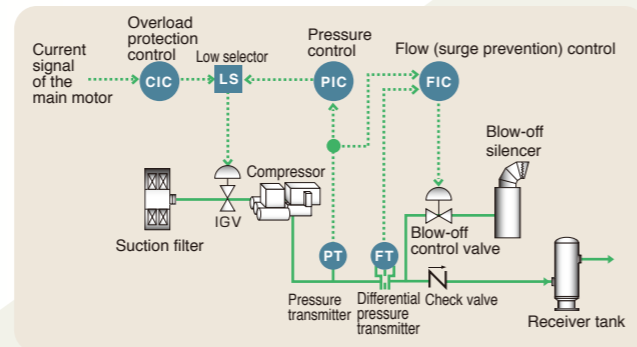 Overload
protection
control
Current
signal
of the
main motor
CIC
Low selector
LS
Pressure
control
PIC
Flow (surge prevention) control
FIC
Blow-off
silencer
Compressor
IGV
Suction filter
Blow-off
control valve
PT
FT
Pressure
transmitter
Differential
pressure
transmitter
Check valve
Receiver tank